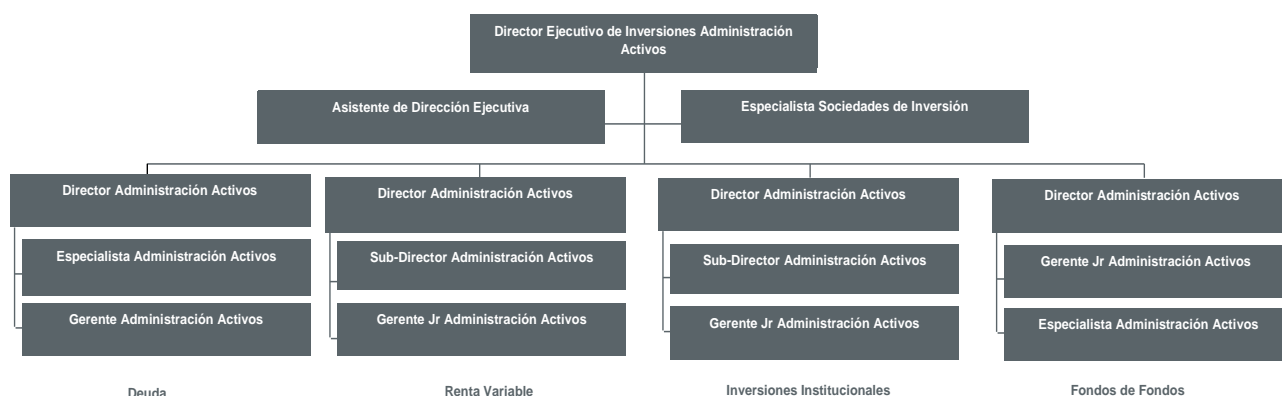 Director Ejecutivo de Inversiones Administración
Activos
Asistente de Dirección Ejecutiva
Especialista Sociedades de Inversión
Director Administración Activos
Director Administración Activos
Director Administración Activos
Director Administración Activos
Especialista Administración Activos
Sub-Director Administración Activos
Sub-Director Administración Activos
Gerente Jr Administración Activos
Gerente Administración Activos
Gerente Jr Administración Activos
Gerente Jr Administración Activos
Especialista Administración Activos
Deuda
Renta Variable
Inversiones Institucionales
Fondos de Fondos